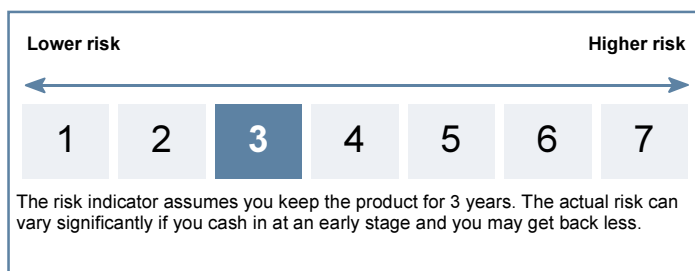 Lower risk Higher risk
1 2 3 4 5 6 7
The risk indicator assumes you keep the product for 3 years. The actual risk can
vary significantly if you cash in at an early stage and you may get back less.